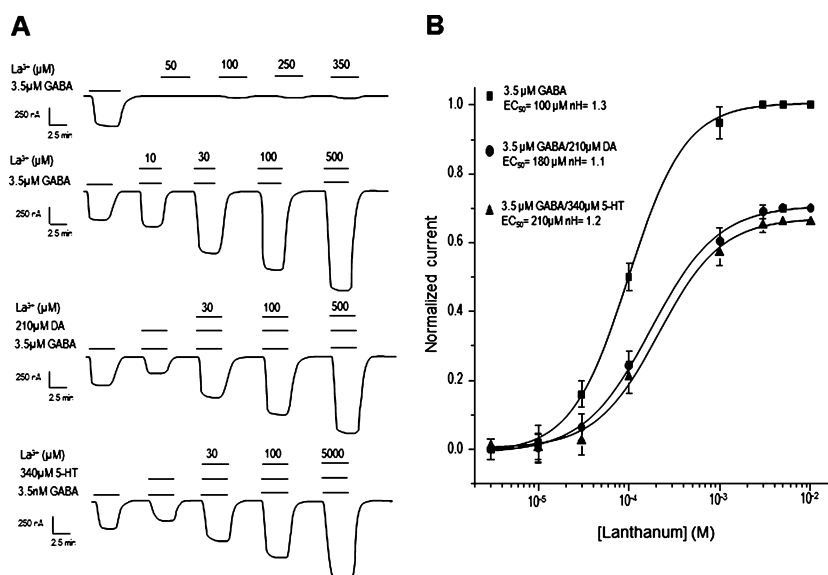 A
La³⁺ (µM) 50 100 250 350
3.5µM GABA
250 nA
2.5 min
La³⁺ (µM) 10 30 100 500
3.5µM GABA
250 nA
2.5 min
La³⁺ (µM) 30 100 500
210µM DA
3.5µM GABA
250 nA
2.5 min
La³⁺ (µM) 30 100 5000
340µM 5-HT
3.5nM GABA
250 nA
2.5 min
B
3.5 µM GABA
EC₅₀= 100 µM nH= 1.3
3.5 µM GABA/210µM DA
EC₅₀= 180 µM nH= 1.1
3.5 µM GABA/340µM 5-HT
EC₅₀= 210µM nH= 1.2
Normalized current
1.0
0.8
0.6
0.4
0.2
0.0
10⁻⁵ 10⁻⁴ 10⁻³ 10⁻²
[Lanthanum] (M)